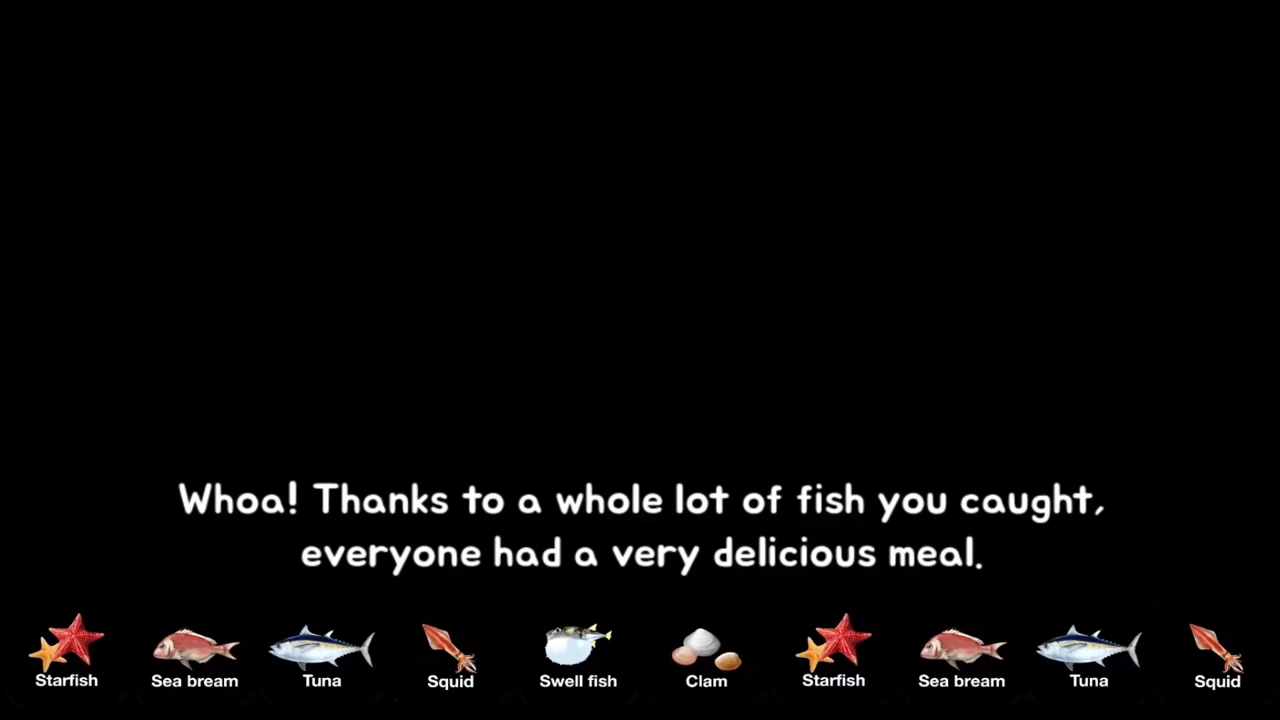 Whoa! Thanks to a whole lot of fish you caught,
everyone had a very delicious meal.
Starfish Sea bream Tuna Squid Swell fish Clam Starfish Sea bream Tuna Squid